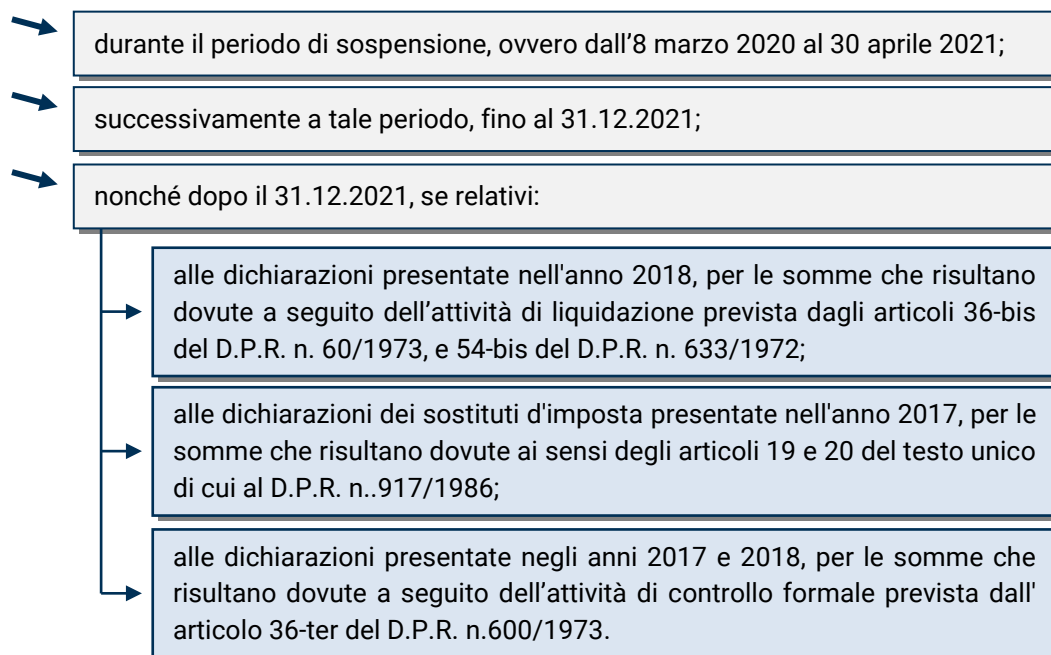 durante il periodo di sospensione, ovvero dall’8 marzo 2020 al 30 aprile 2021;
successivamente a tale periodo, fino al 31.12.2021;
nonché dopo il 31.12.2021, se relativi:
alle dichiarazioni presentate nell'anno 2018, per le somme che risultano
dovute a seguito dell’attività di liquidazione prevista dagli articoli 36-bis
del D.P.R. n. 60/1973, e 54-bis del D.P.R. n. 633/1972;
alle dichiarazioni dei sostituti d'imposta presentate nell'anno 2017, per le
somme che risultano dovute ai sensi degli articoli 19 e 20 del testo unico
di cui al D.P.R. n..917/1986;
alle dichiarazioni presentate negli anni 2017 e 2018, per le somme che
risultano dovute a seguito dell’attività di controllo formale prevista dall'
articolo 36-ter del D.P.R. n.600/1973.